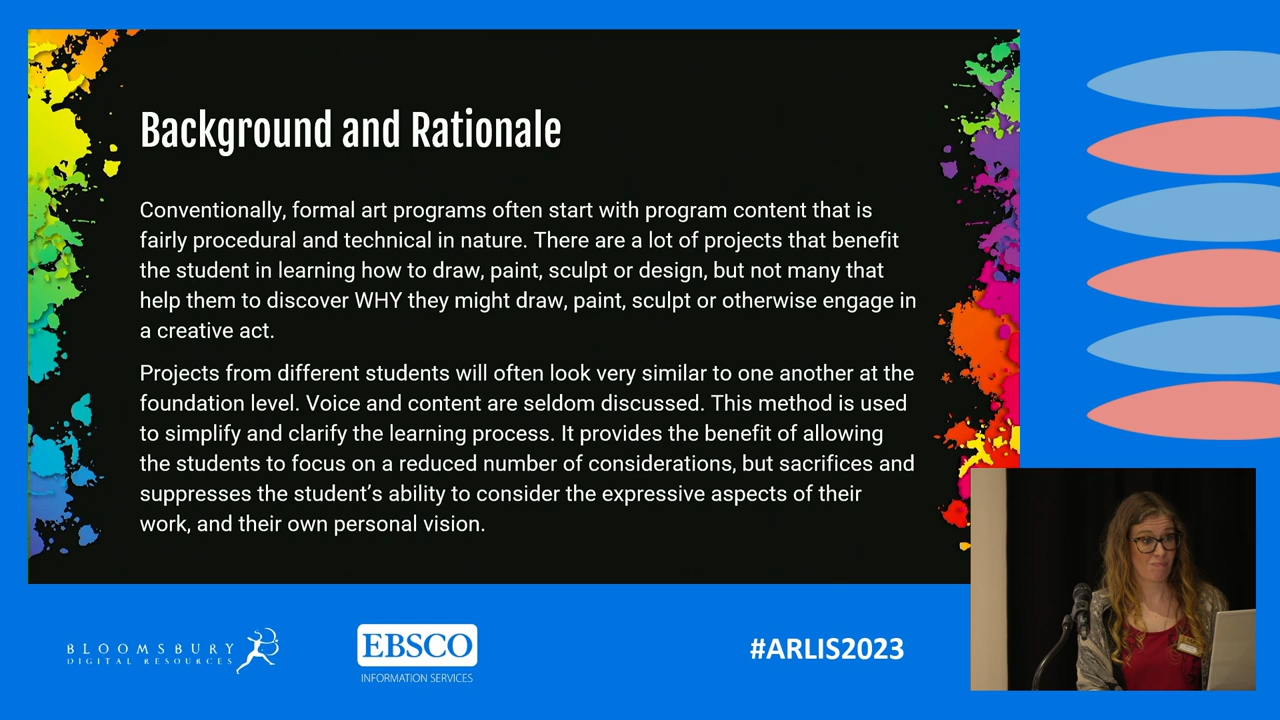 Background and Rationale
Conventionally, formal art programs often start with program content that is
fairly procedural and technical in nature. There are a lot of projects that benefit
the student in learning how to draw, paint, sculpt or design, but not many that
help them to discover WHY they might draw, paint, sculpt or otherwise engage in
a creative act.
Projects from different students will often look very similar to one another at the
foundation level. Voice and content are seldom discussed. This method is used
to simplify and clarify the learning process. It provides the benefit of allowing
the students to focus on a reduced number of considerations, but sacrifices and
suppresses the student’s ability to consider the expressive aspects of their
work, and their own personal vision.
BLOOMSBURY
DIGITAL RESOURCES
EBSCO
INFORMATION SERVICES
#ARLIS2023